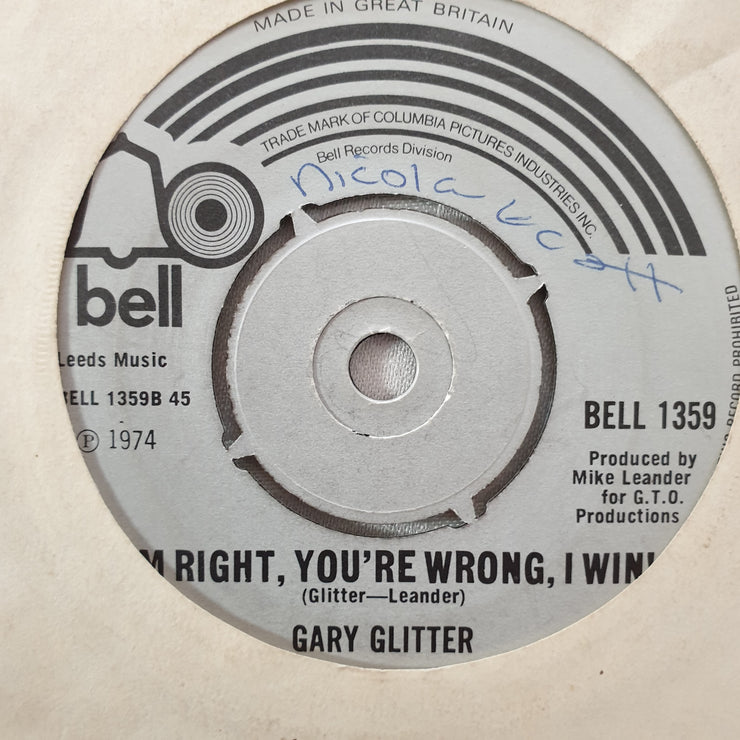 MADE IN GREAT BRITAIN
TRADE MARK OF COLUMBIA PICTURES INDUSTRIES INC.
Bell Records Division
Nicola
bell
Leeds Music
BELL 1359B 45
Ⓟ 1974
BELL 1359
Produced by
Mike Leander
for G.T.O.
Productions
RECORD PROHIBITED
M RIGHT, YOU'RE WRONG, I WIN!
(Glitter—Leander)
GARY GLITTER